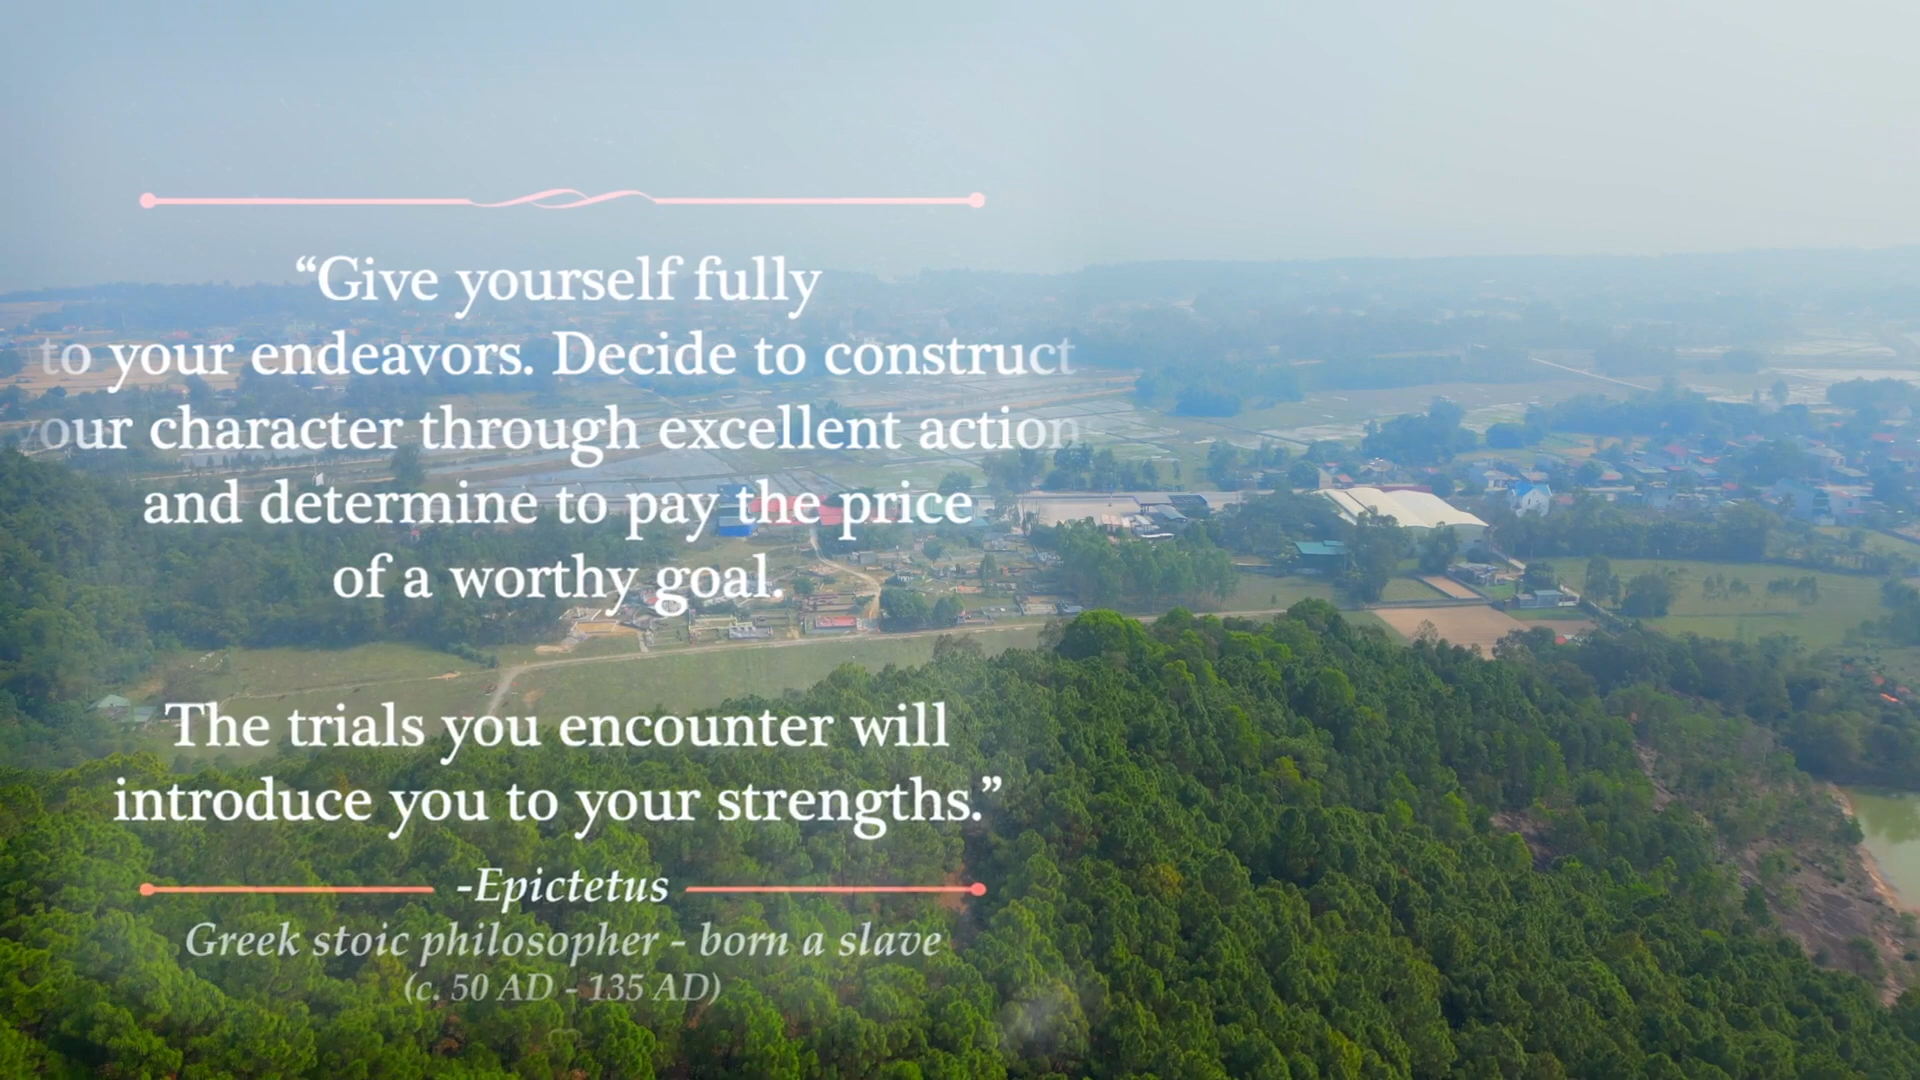 “Give yourself fully
to your endeavors. Decide to construct
your character through excellent action
and determine to pay the price
of a worthy goal.
The trials you encounter will
introduce you to your strengths.”
-Epictetus
Greek stoic philosopher - born a slave
(c. 50 AD - 135 AD)